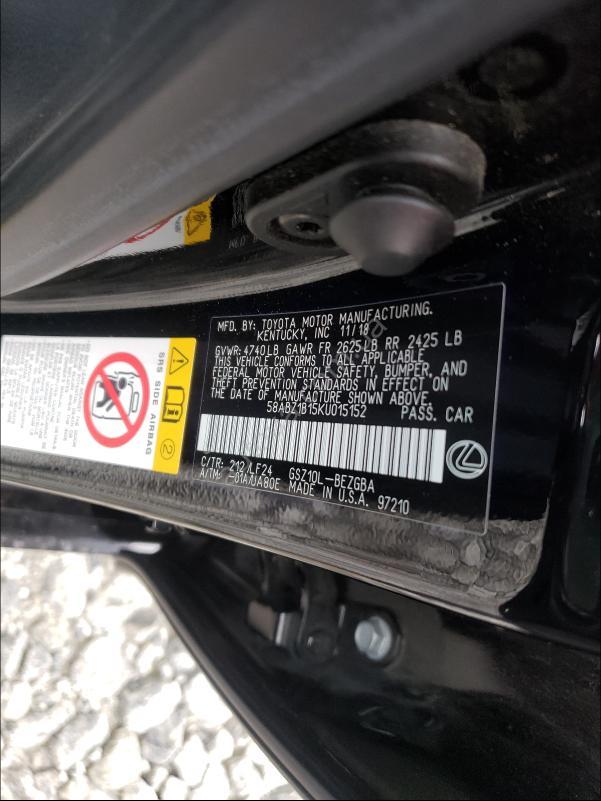 MFD. BY: TOYOTA MOTOR MANUFACTURING.
KENTUCKY, INC 11/18
GVWR: 4740LB GAWR FR 2625LB RR 2425 LB
THIS VEHICLE CONFORMS TO ALL APPLICABLE
FEDERAL MOTOR VEHICLE SAFETY, BUMPER, AND
THEFT PREVENTION STANDARDS IN EFFECT ON
THE DATE OF MANUFACTURE SHOWN ABOVE.
58ABZ1B15KU015152 PASS. CAR
C/TR: 212/LF24 GSZ10L-BEZGBA
A/TM: -01A/UA80E MADE IN U.S.A. 97210
SRS SIDE AIRBAG
2